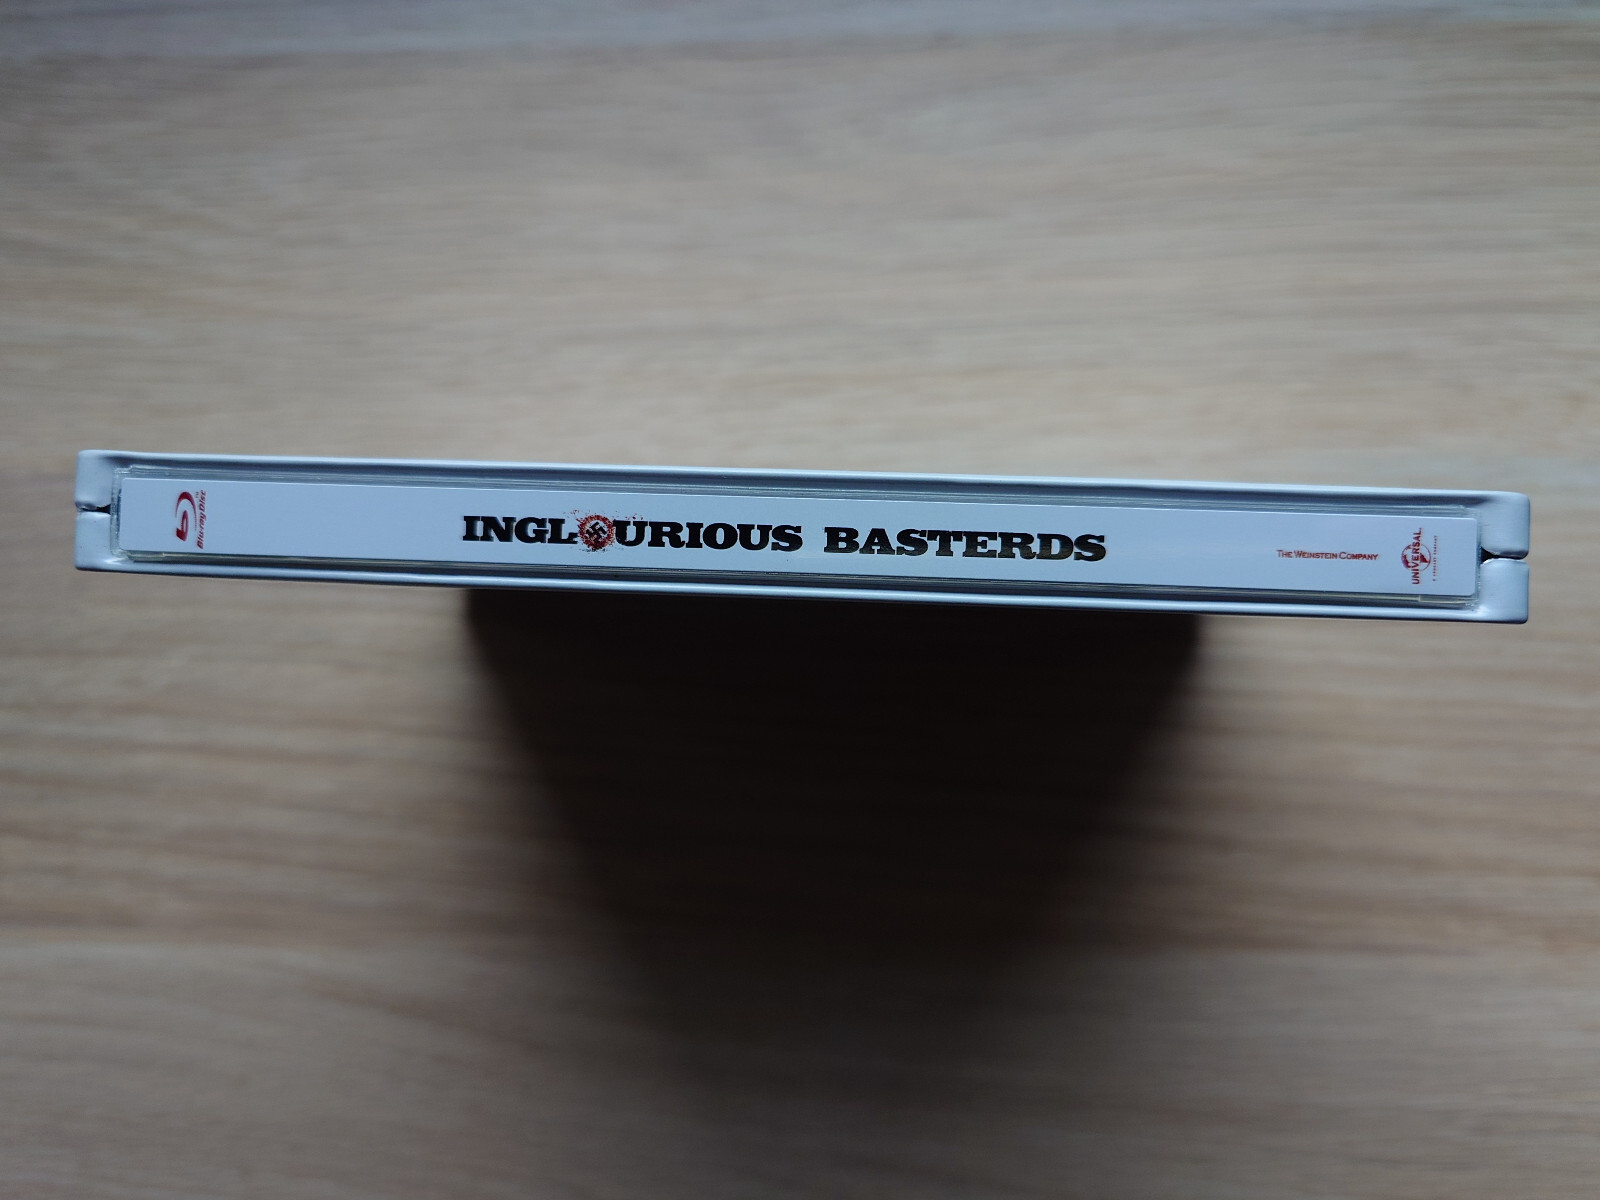 Blu-ray Disc
INGLOURIOUS BASTERDS
THE WEINSTEIN COMPANY
UNIVERSAL